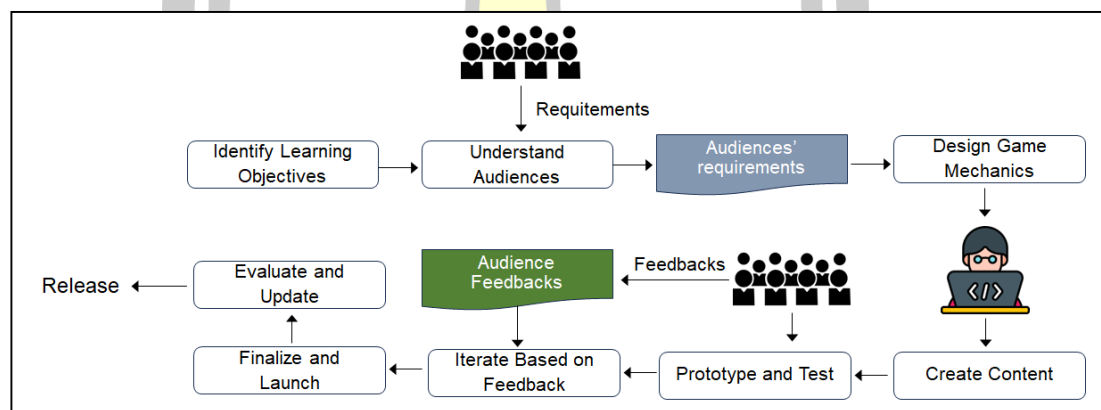 Requitements
Identify Learning
Objectives
Understand
Audiences
Audiences'
requirements
Design Game
Mechanics
</>
Feedbacks
Audience
Feedbacks
Evaluate and
Update
Release
Finalize and
Launch
Iterate Based on
Feedback
Prototype and Test
Create Content